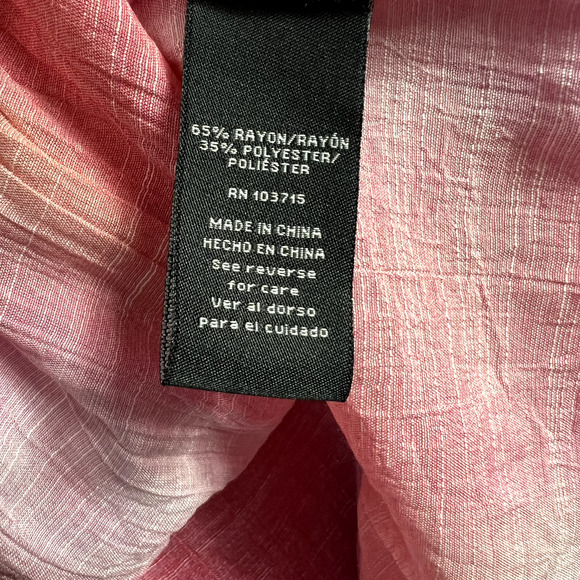 65% RAYON/RAYÓN
35% POLYESTER/
POLIÉSTER
RN 103715
MADE IN CHINA
HECHO EN CHINA
See reverse
for care
Ver al dorso
para el cuidado